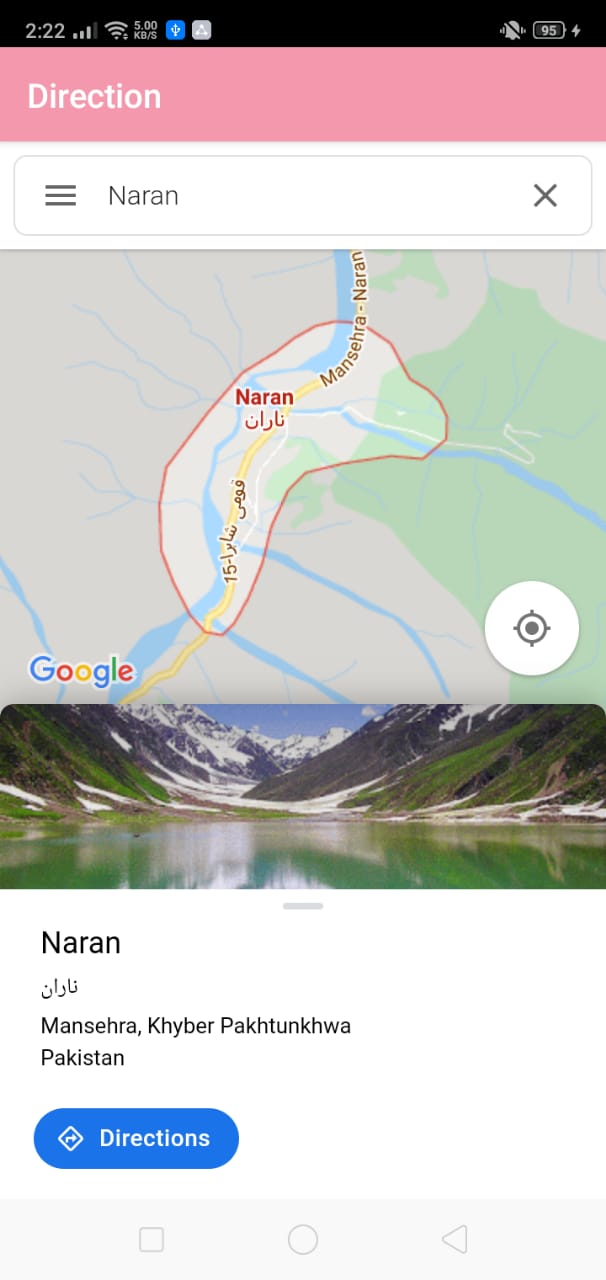 2:22
5.00
KB/S
95
Direction
Naran
Mansehra - Naran
Naran
ناران
قومی شاہراہ-15
Google
Naran
ناران
Mansehra, Khyber Pakhtunkhwa
Pakistan
Directions